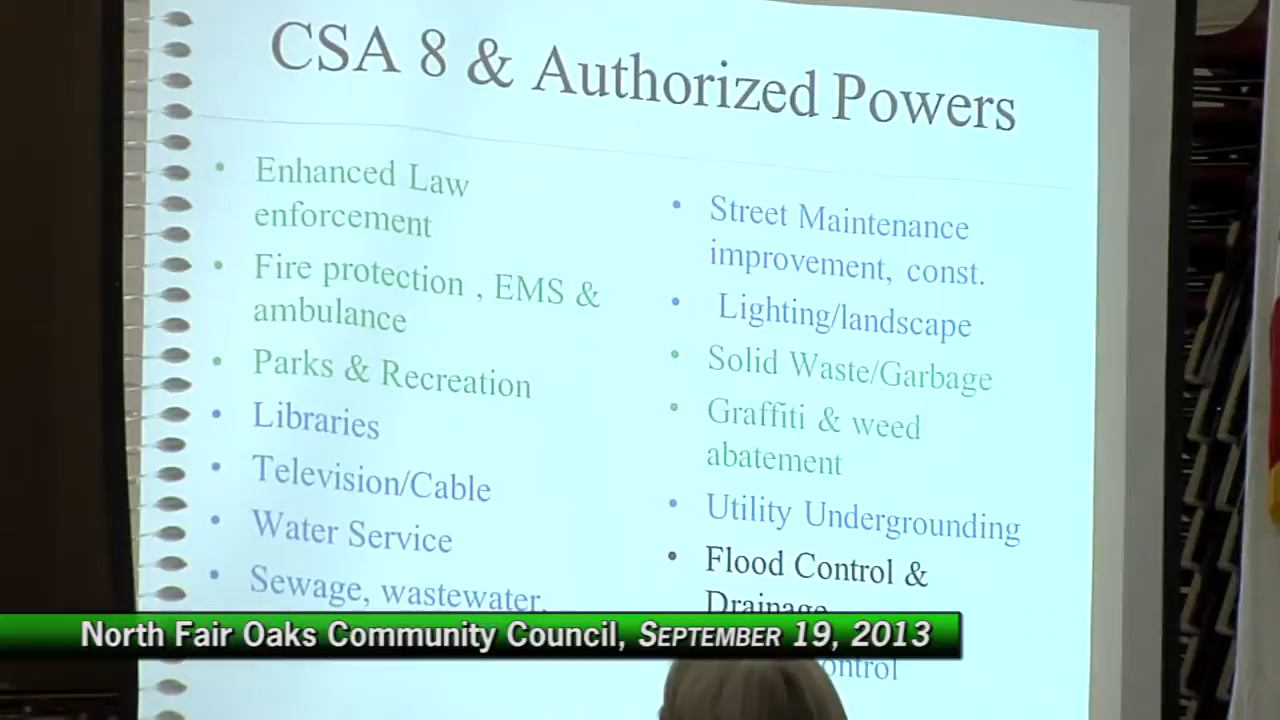 CSA 8 & Authorized Powers
• Enhanced Law
enforcement
• Fire protection , EMS &
ambulance
• Parks & Recreation
• Libraries
• Television/Cable
• Water Service
• Sewage, wastewater,
• Street Maintenance
improvement, const.
• Lighting/landscape
• Solid Waste/Garbage
• Graffiti & weed
abatement
• Utility Undergrounding
• Flood Control &
Drainage
North Fair Oaks Community Council, September 19, 2013